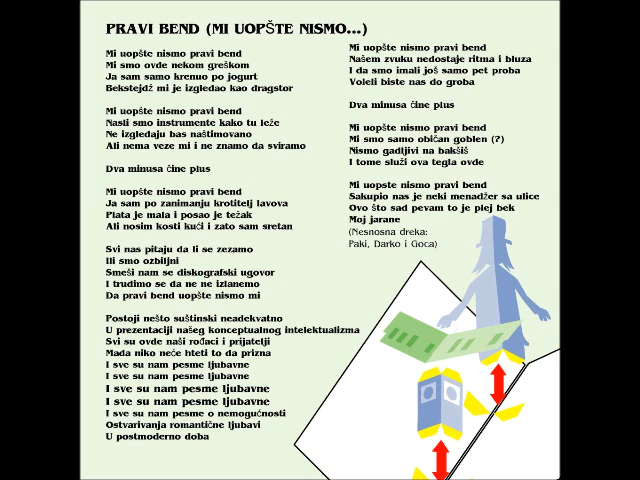 PRAVI BEND (MI UOPŠTE NISMO...)
Mi uopšte nismo pravi bend
Mi smo ovde nekom greškom
Ja sam samo krenuo po jogurt
Bekstejdž mi je izgledao kao dragstor
Mi uopšte nismo pravi bend
Našli smo instrumente kako tu leže
Ne izgledaju bas naštimovano
Ali nema veze mi i ne znamo da sviramo
Dva minusa čine plus
Mi uopšte nismo pravi bend
Ja sam po zanimanju krotitelj lavova
Plata je mala i posao je težak
Ali nosim kosti kući i zato sam sretan
Svi nas pitaju da li se zezamo
Ili smo ozbiljni
Smeši nam se diskografski ugovor
I trudimo se da ne ne izlanemo
Da pravi bend uopšte nismo mi
Postoji nešto suštinski neadekvatno
U prezentaciji našeg konceptualnog intelektualizma
Svi su ovde naši rođaci i prijatelji
Mada niko neće hteti to da prizna
I sve su nam pesme ljubavne
I sve su nam pesme ljubavne
I sve su nam pesme ljubavne
I sve su nam pesme ljubavne
I sve su nam pesme o nemogućnosti
Ostvarivanja romantične ljubavi
U postmoderno doba
Mi uopšte nismo pravi bend
Našem zvuku nedostaje ritma i bluza
I da smo imali još samo pet proba
Voleli biste nas do groba
Dva minusa čine plus
Mi uopšte nismo pravi bend
Mi smo samo običan goblen (?)
Nismo gadljivi na bakšiš
I tome služi ova tegla ovde
Mi uopste nismo pravi bend
Sakupio nas je neki menadžer sa ulice
Ovo što sad pevam to je plej bek
Moj jarane
(Nesnosna dreka:
Paki, Darko i Goca)